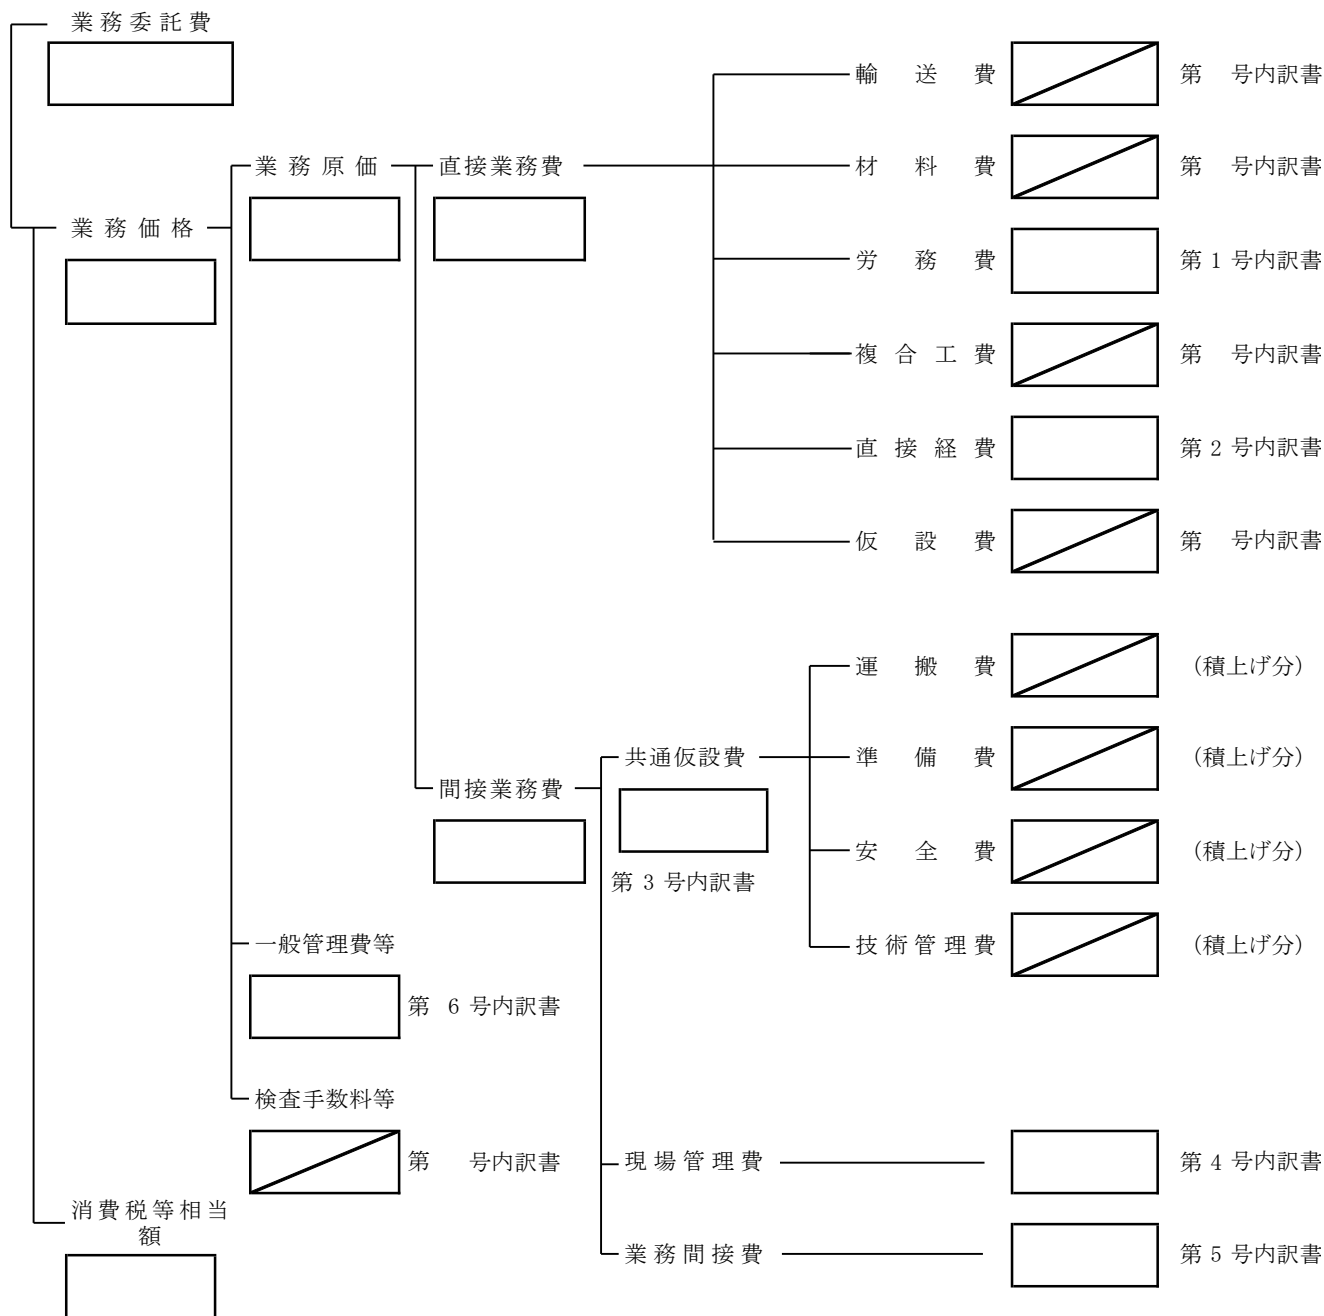 業務委託費
輸送費 第 号内訳書
業務原価 直接業務費 材料費 第 号内訳書
業務価格
労務費 第1号内訳書
複合工費 第 号内訳書
直接経費 第2号内訳書
仮設費 第 号内訳書
運搬費 (積上げ分)
共通仮設費 準備費 (積上げ分)
間接業務費
安全費 (積上げ分)
第3号内訳書
一般管理費等 技術管理費 (積上げ分)
第 6 号内訳書
検査手数料等
第 号内訳書 現場管理費 第4号内訳書
消費税等相当
額
業務間接費 第5号内訳書